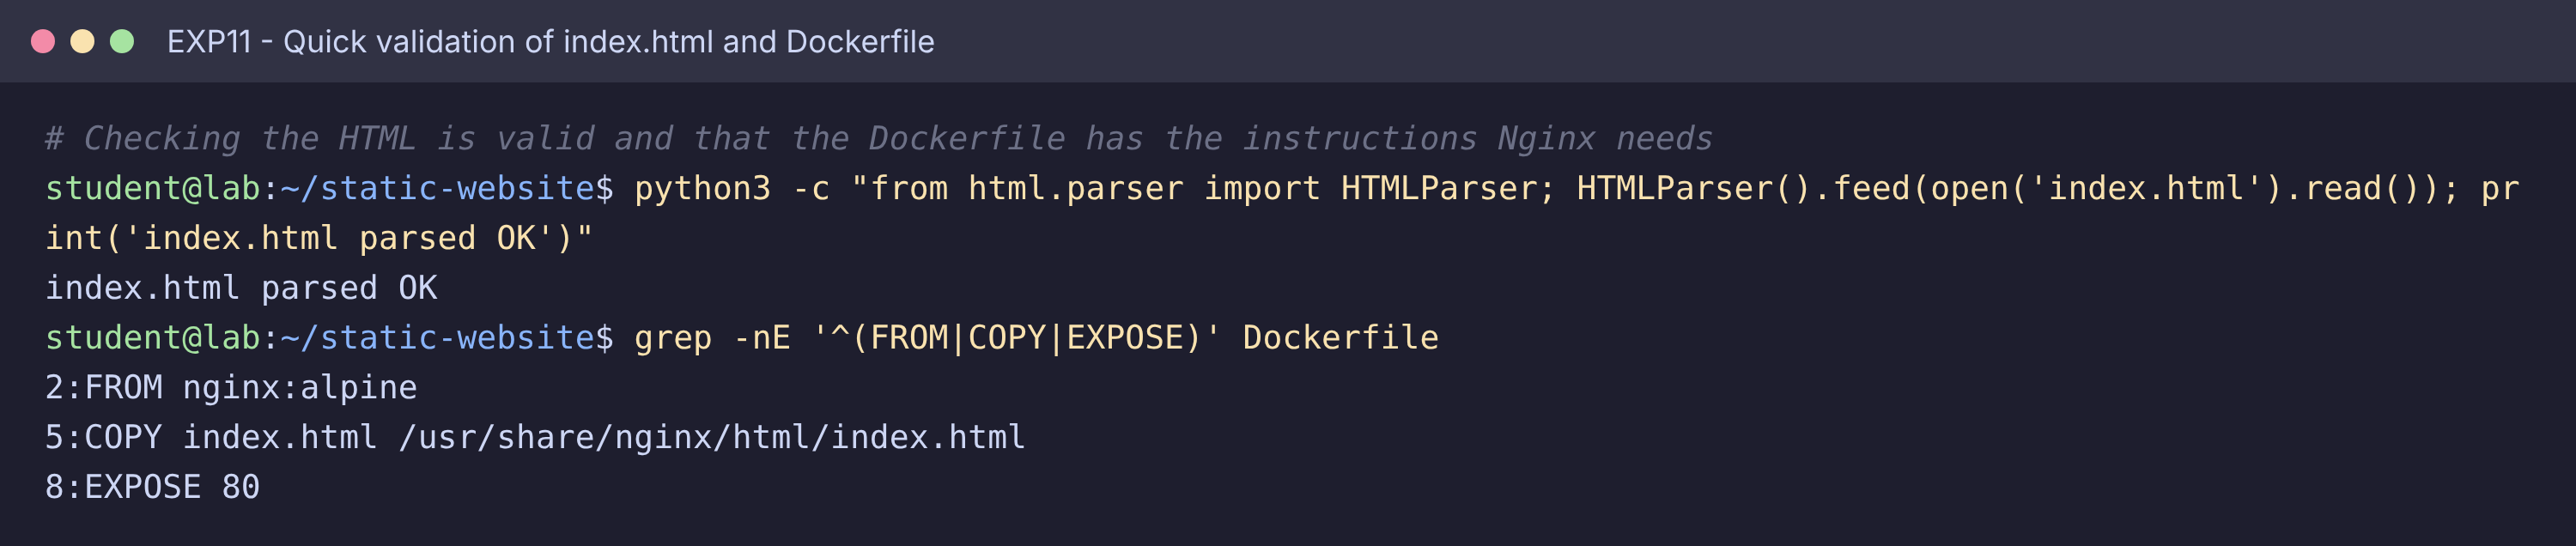 EXP11 - Quick validation of index.html and Dockerfile
# Checking the HTML is valid and that the Dockerfile has the instructions Nginx needs
student@lab:~/static-website$ python3 -c "from html.parser import HTMLParser; HTMLParser().feed(open('index.html').read()); pr
int('index.html parsed OK')"
index.html parsed OK
student@lab:~/static-website$ grep -nE '^(FROM|COPY|EXPOSE)' Dockerfile
2:FROM nginx:alpine
5:COPY index.html /usr/share/nginx/html/index.html
8:EXPOSE 80